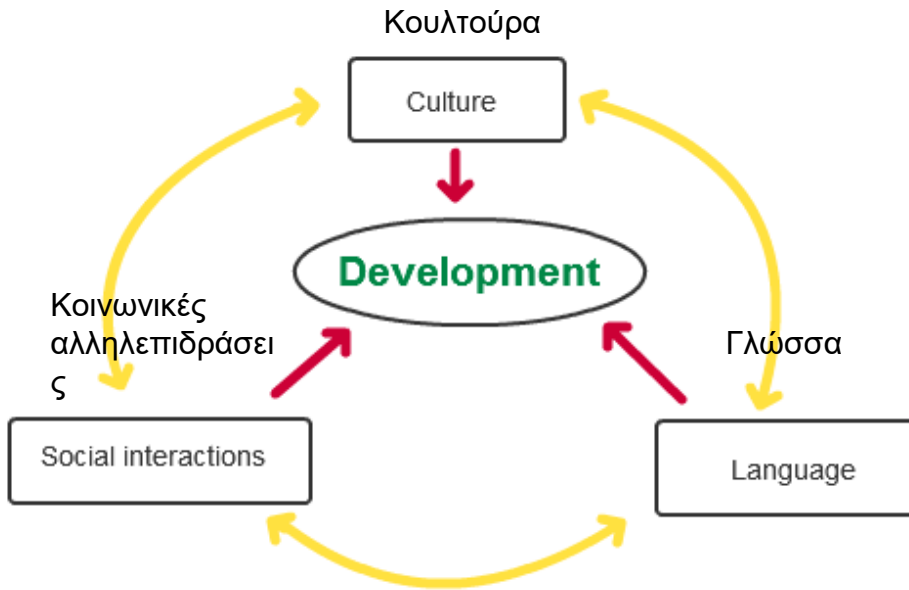 Κουλτούρα
Culture
Development
Κοινωνικές
αλληλεπιδράσει
ς
Γλώσσα
Social interactions
Language